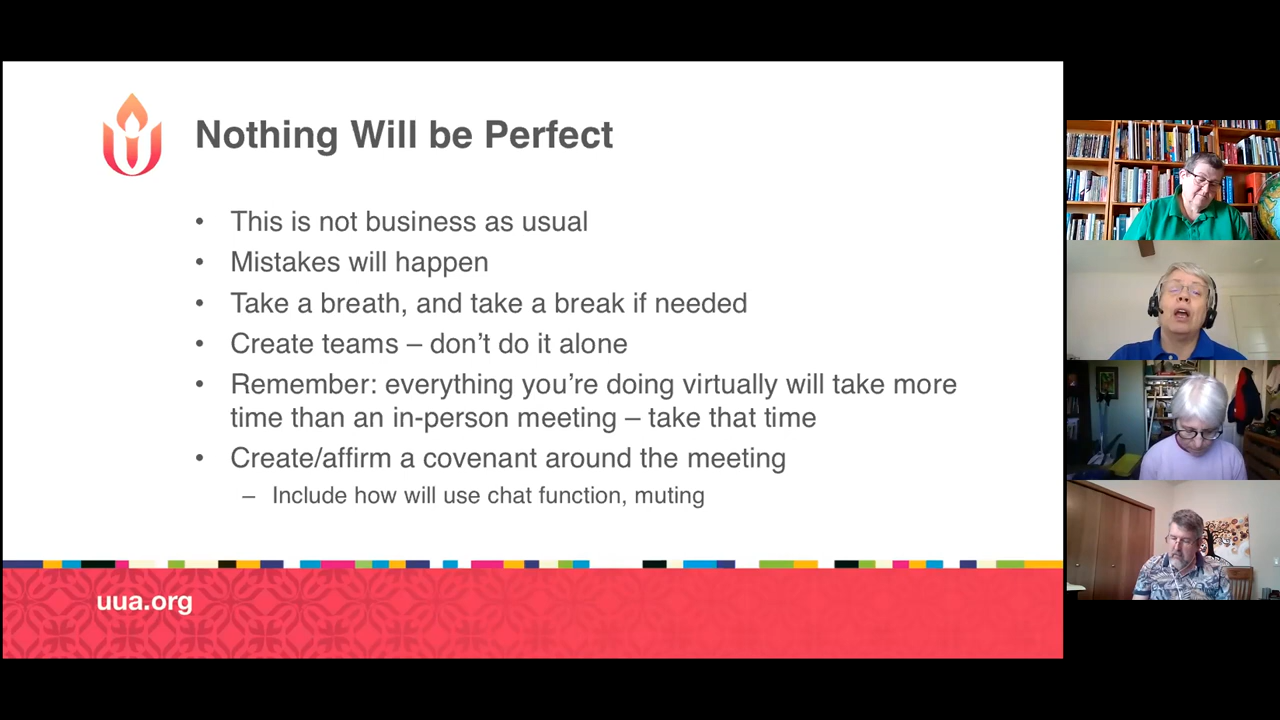 Nothing Will be Perfect
• This is not business as usual
• Mistakes will happen
• Take a breath, and take a break if needed
• Create teams – don’t do it alone
• Remember: everything you’re doing virtually will take more
time than an in-person meeting – take that time
• Create/affirm a covenant around the meeting
– Include how will use chat function, muting
uua.org